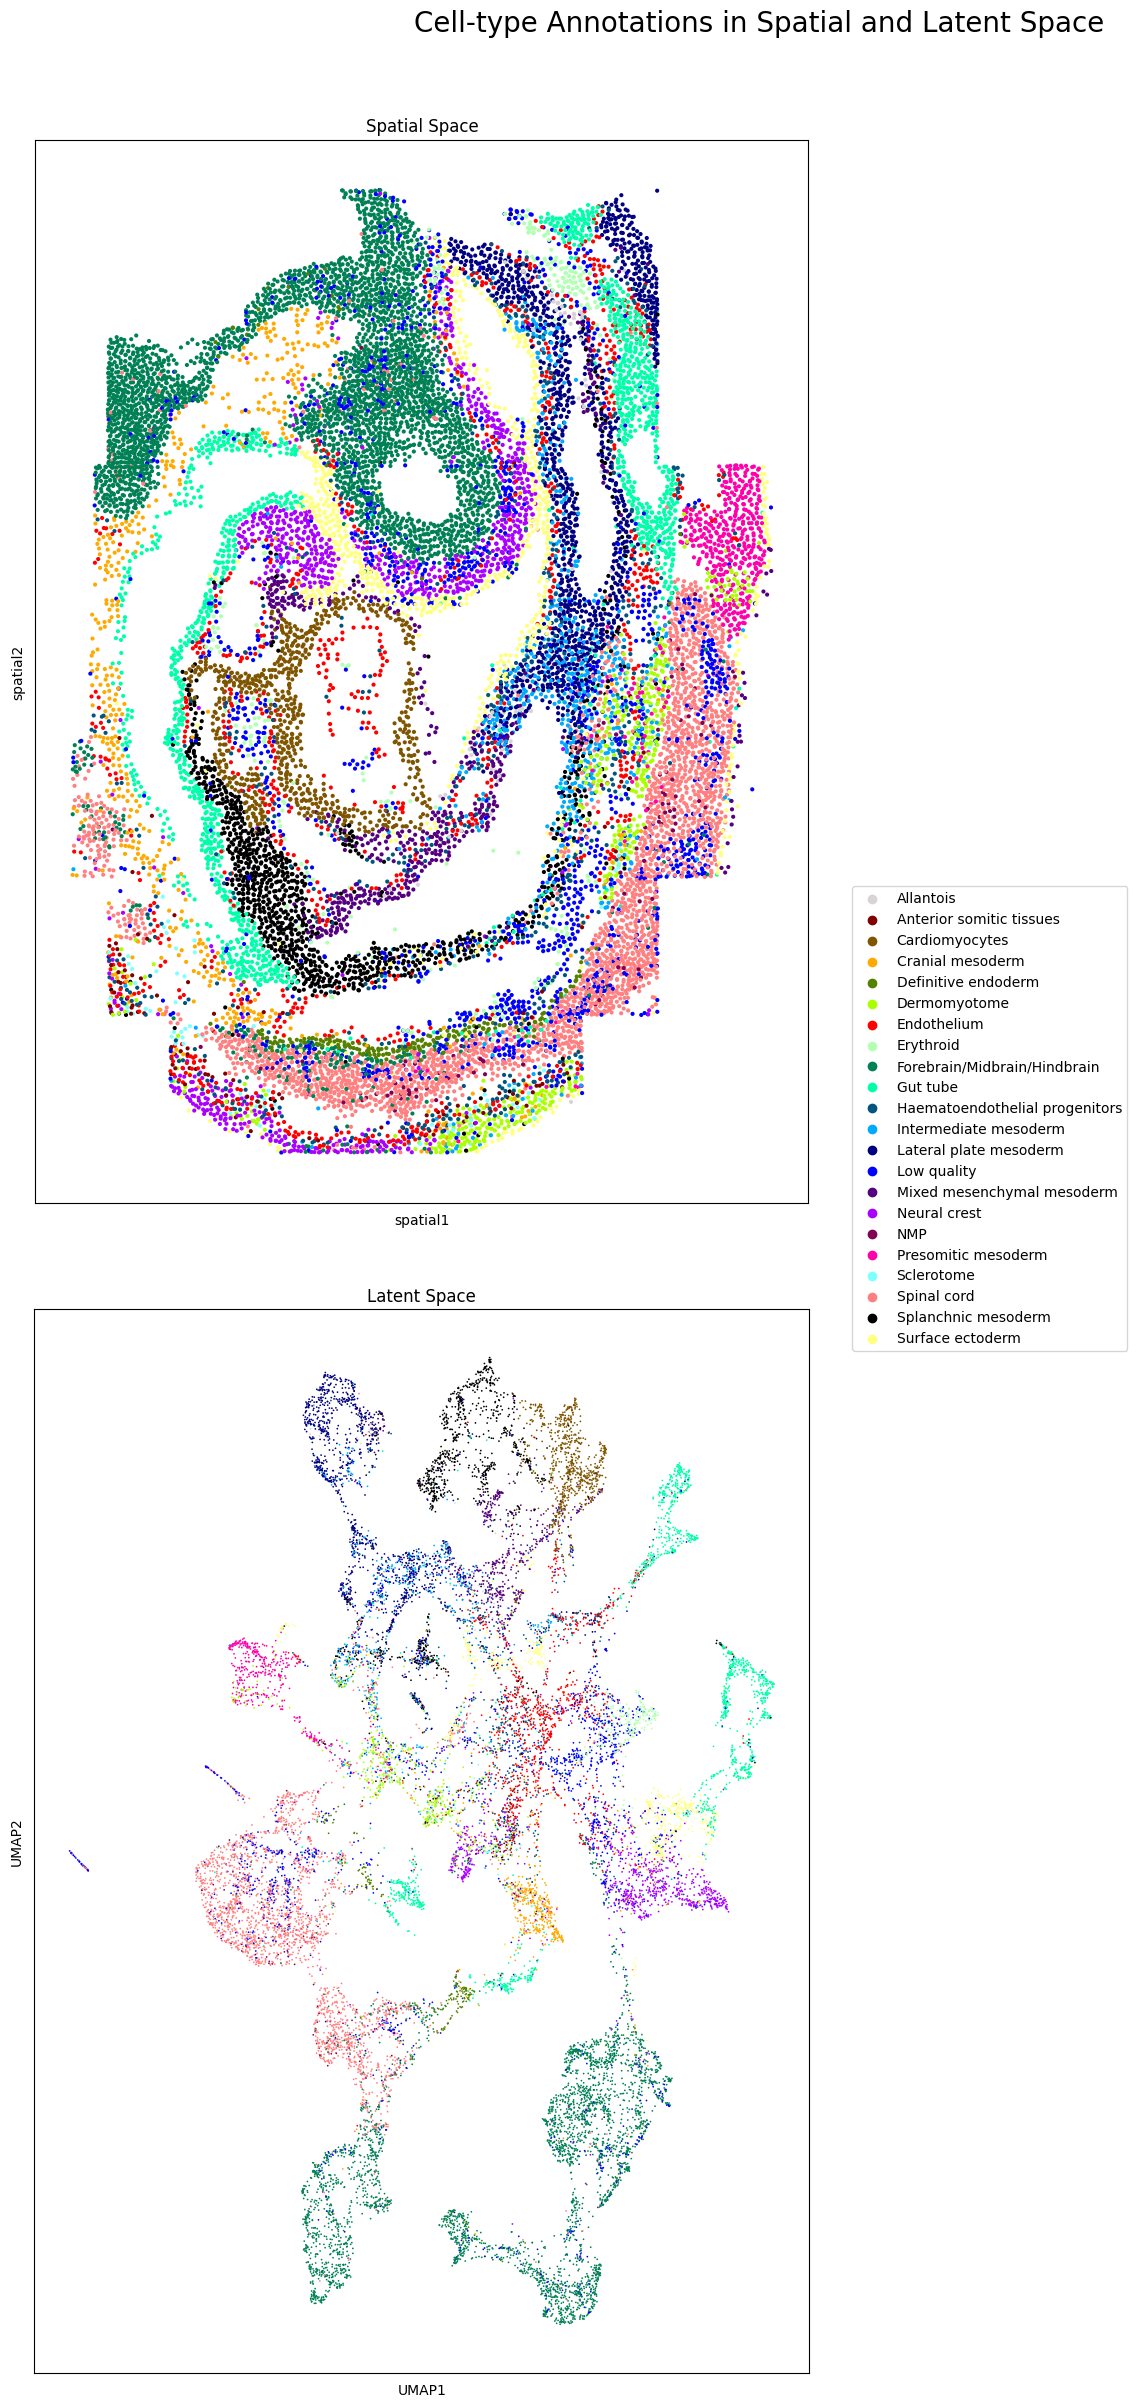 Cell-type Annotations in Spatial and Latent Space
Spatial Space
spatial2
spatial1
Allantois
Anterior somitic tissues
Cardiomyocytes
Cranial mesoderm
Definitive endoderm
Dermomyotome
Endothelium
Erythroid
Forebrain/Midbrain/Hindbrain
Gut tube
Haematoendothelial progenitors
Intermediate mesoderm
Lateral plate mesoderm
Low quality
Mixed mesenchymal mesoderm
Neural crest
NMP
Presomitic mesoderm
Sclerotome
Spinal cord
Splanchnic mesoderm
Surface ectoderm
Latent Space
UMAP2
UMAP1